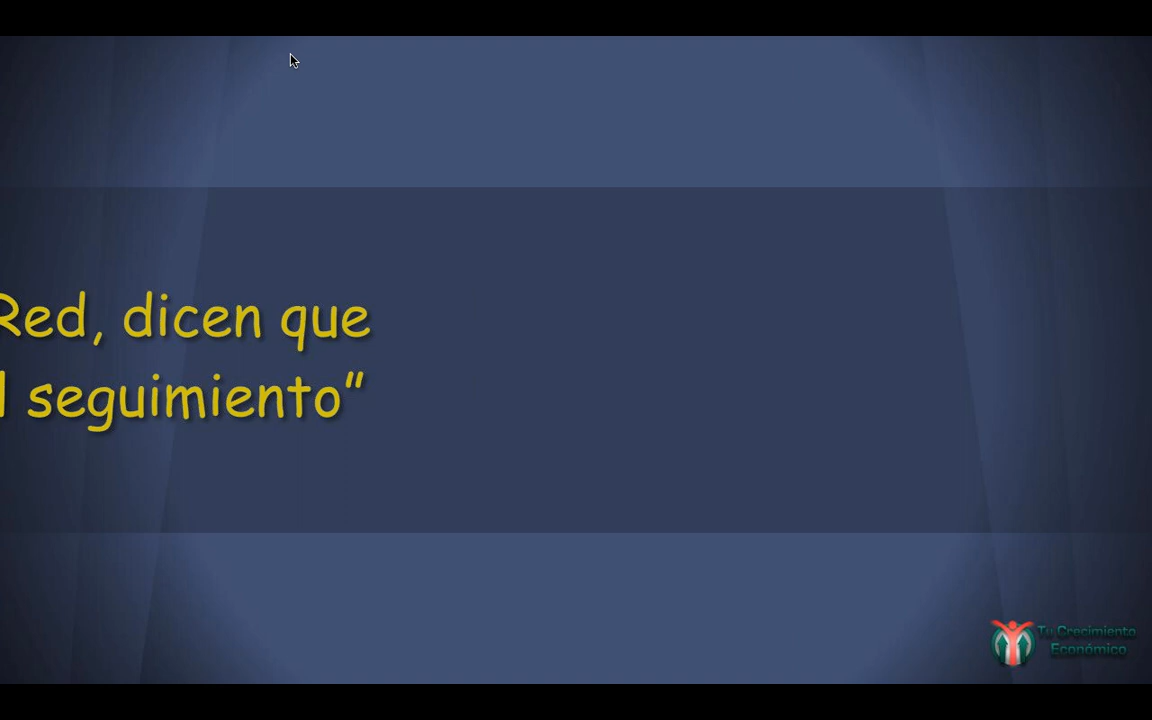 Red, dicen que
l seguimiento”
Tu Crecimiento
Económico